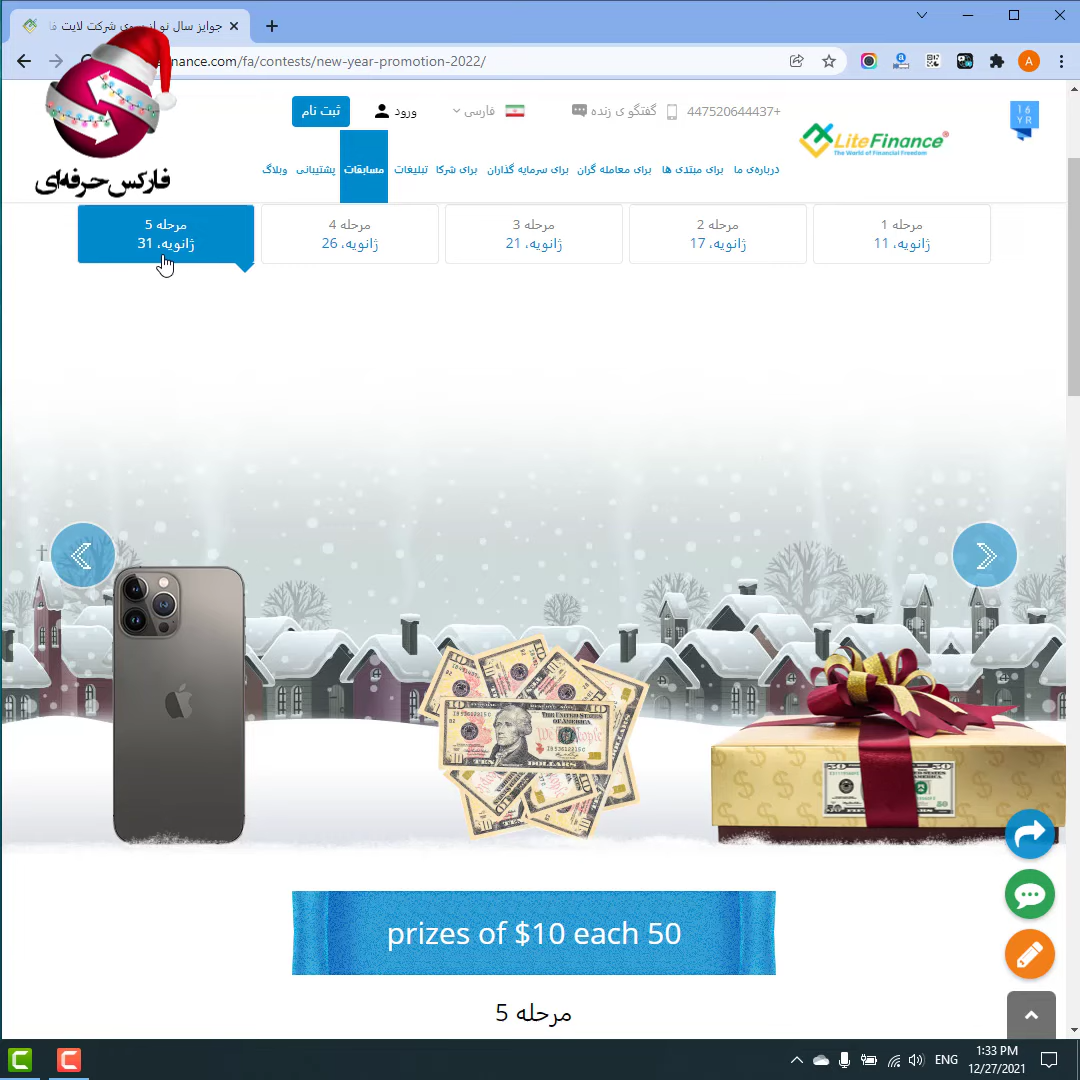 جوایز سال نو از سوی شرکت لایت
nance.com/fa/contests/new-year-promotion-2022/
A
ثبت نام
ورود
فارسی
گفتگو ی زنده
447520644437+
LiteFinance®
The World of Financial Freedom
16
YR
درباره‌ی ما
برای مبتدی ها
برای معامله گران
برای سرمایه گذاران
برای شرکا
تبلیغات
مسابقات
پشتیبانی
وبلاگ
فارکس‌حرفه‌ای
مرحله 1
ژانویه، 11
مرحله 2
ژانویه، 17
مرحله 3
ژانویه، 21
مرحله 4
ژانویه، 26
مرحله 5
ژانویه، 31
prizes of $10 each 50
مرحله 5
ENG
1:33 PM
12/27/2021